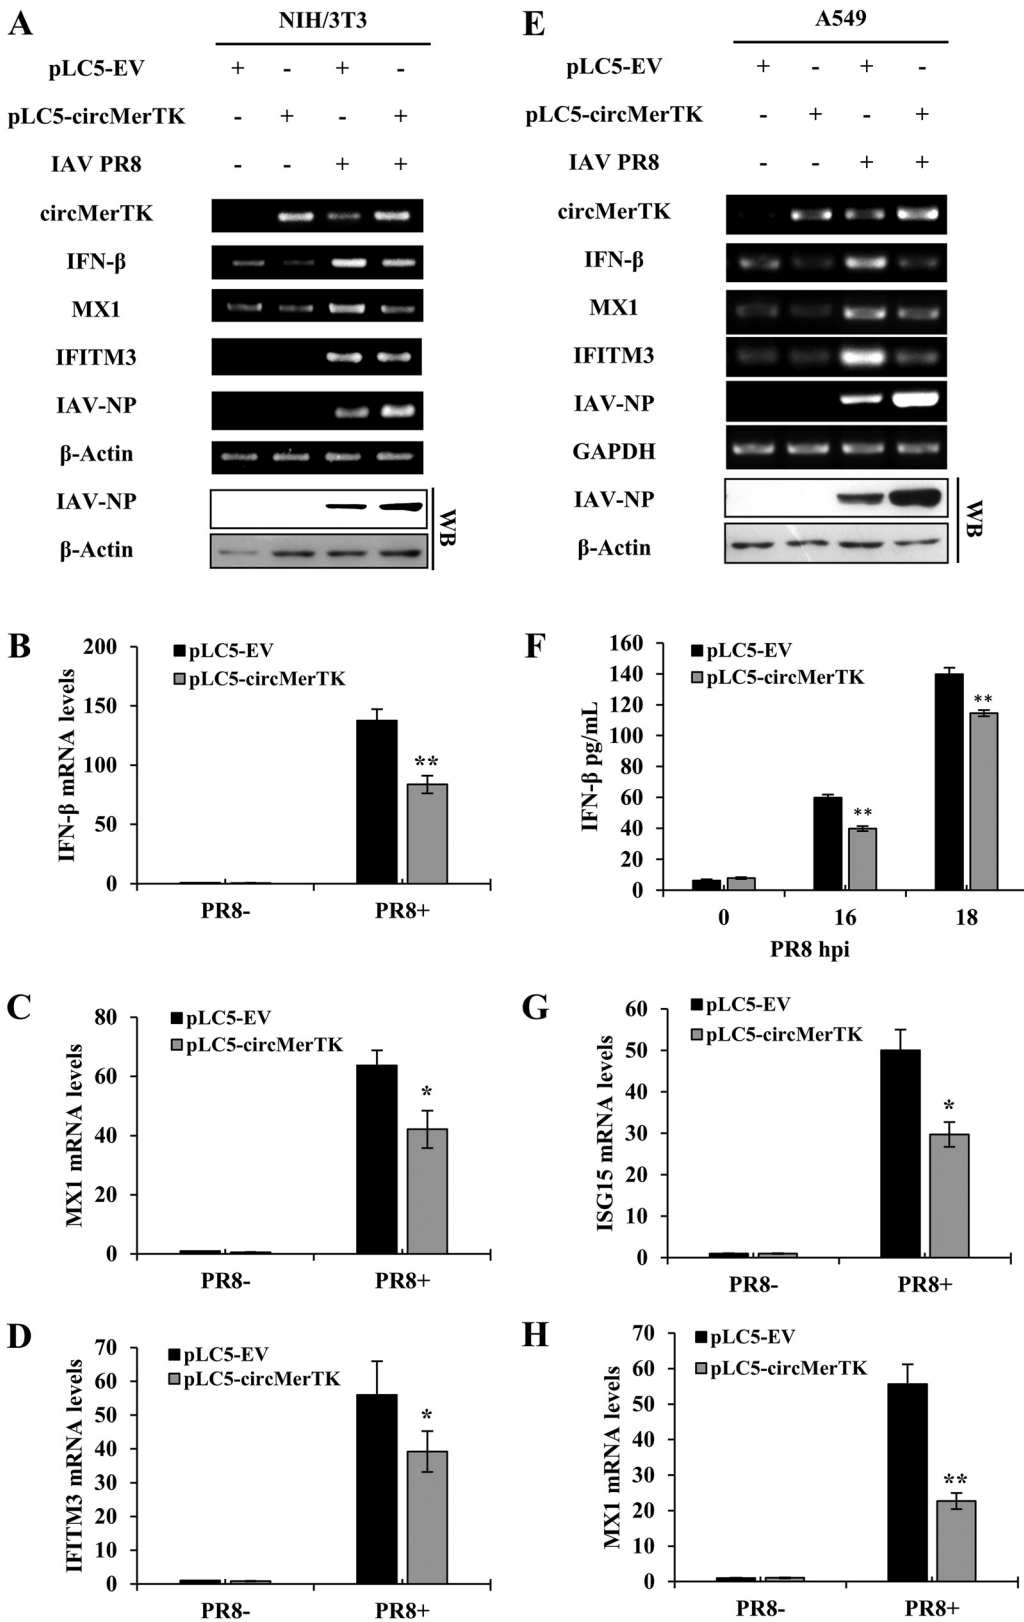 A
NIH/3T3
pLC5-EV + - + -
pLC5-circMerTK - + - +
IAV PR8 - - + +
circMerTK
IFN-β
MX1
IFITM3
IAV-NP
β-Actin
IAV-NP
β-Actin
WB
E
A549
pLC5-EV + - + -
pLC5-circMerTK - + - +
IAV PR8 - - + +
circMerTK
IFN-β
MX1
IFITM3
IAV-NP
GAPDH
IAV-NP
β-Actin
WB
B
IFN-β mRNA levels
200
150
100
50
0
pLC5-EV
pLC5-circMerTK
**
PR8- PR8+
F
IFN-β pg/mL
160
140
120
100
80
60
40
20
0
pLC5-EV
pLC5-circMerTK
**
**
0 16 18
PR8 hpi
C
MX1 mRNA levels
80
60
40
20
0
pLC5-EV
pLC5-circMerTK
*
PR8- PR8+
G
ISG15 mRNA levels
60
50
40
30
20
10
0
pLC5-EV
pLC5-circMerTK
*
PR8- PR8+
D
IFITM3 mRNA levels
70
60
50
40
30
20
10
0
pLC5-EV
pLC5-circMerTK
*
PR8- PR8+
H
MX1 mRNA levels
70
60
50
40
30
20
10
0
pLC5-EV
pLC5-circMerTK
**
PR8- PR8+